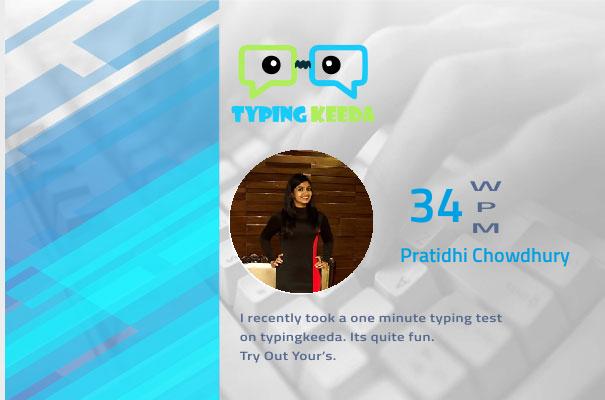 TYPING KEEDA
34 WPM
Pratidhi Chowdhury
I recently took a one minute typing test
on typingkeeda. Its quite fun.
Try Out Your's.